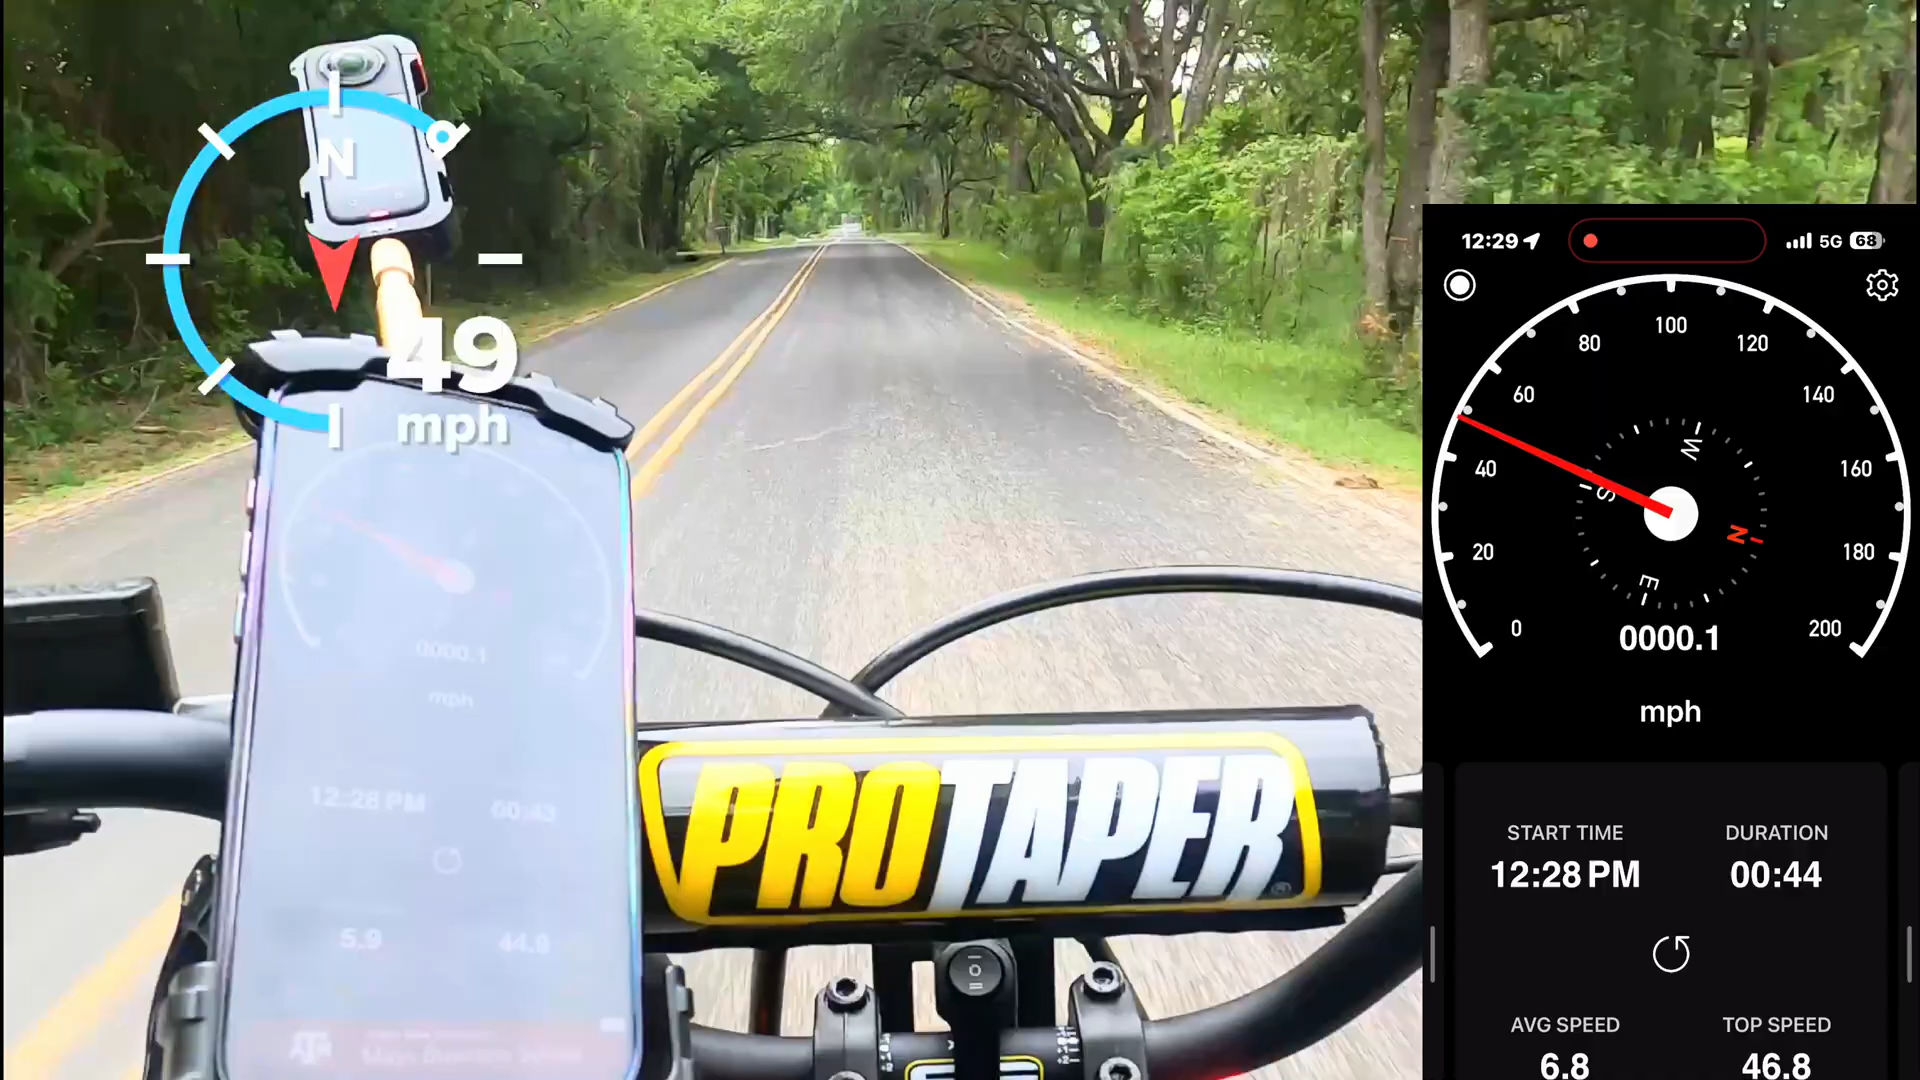 N
49
mph
0000.1
mph
12:28 PM 00:43
5.9 44.9
PROTAPER
12:29 5G 68
0 20 40 60 80 100 120 140 160 180 200
W
S
N
E
0000.1
mph
START TIME DURATION
12:28 PM 00:44
AVG SPEED TOP SPEED
6.8 46.8